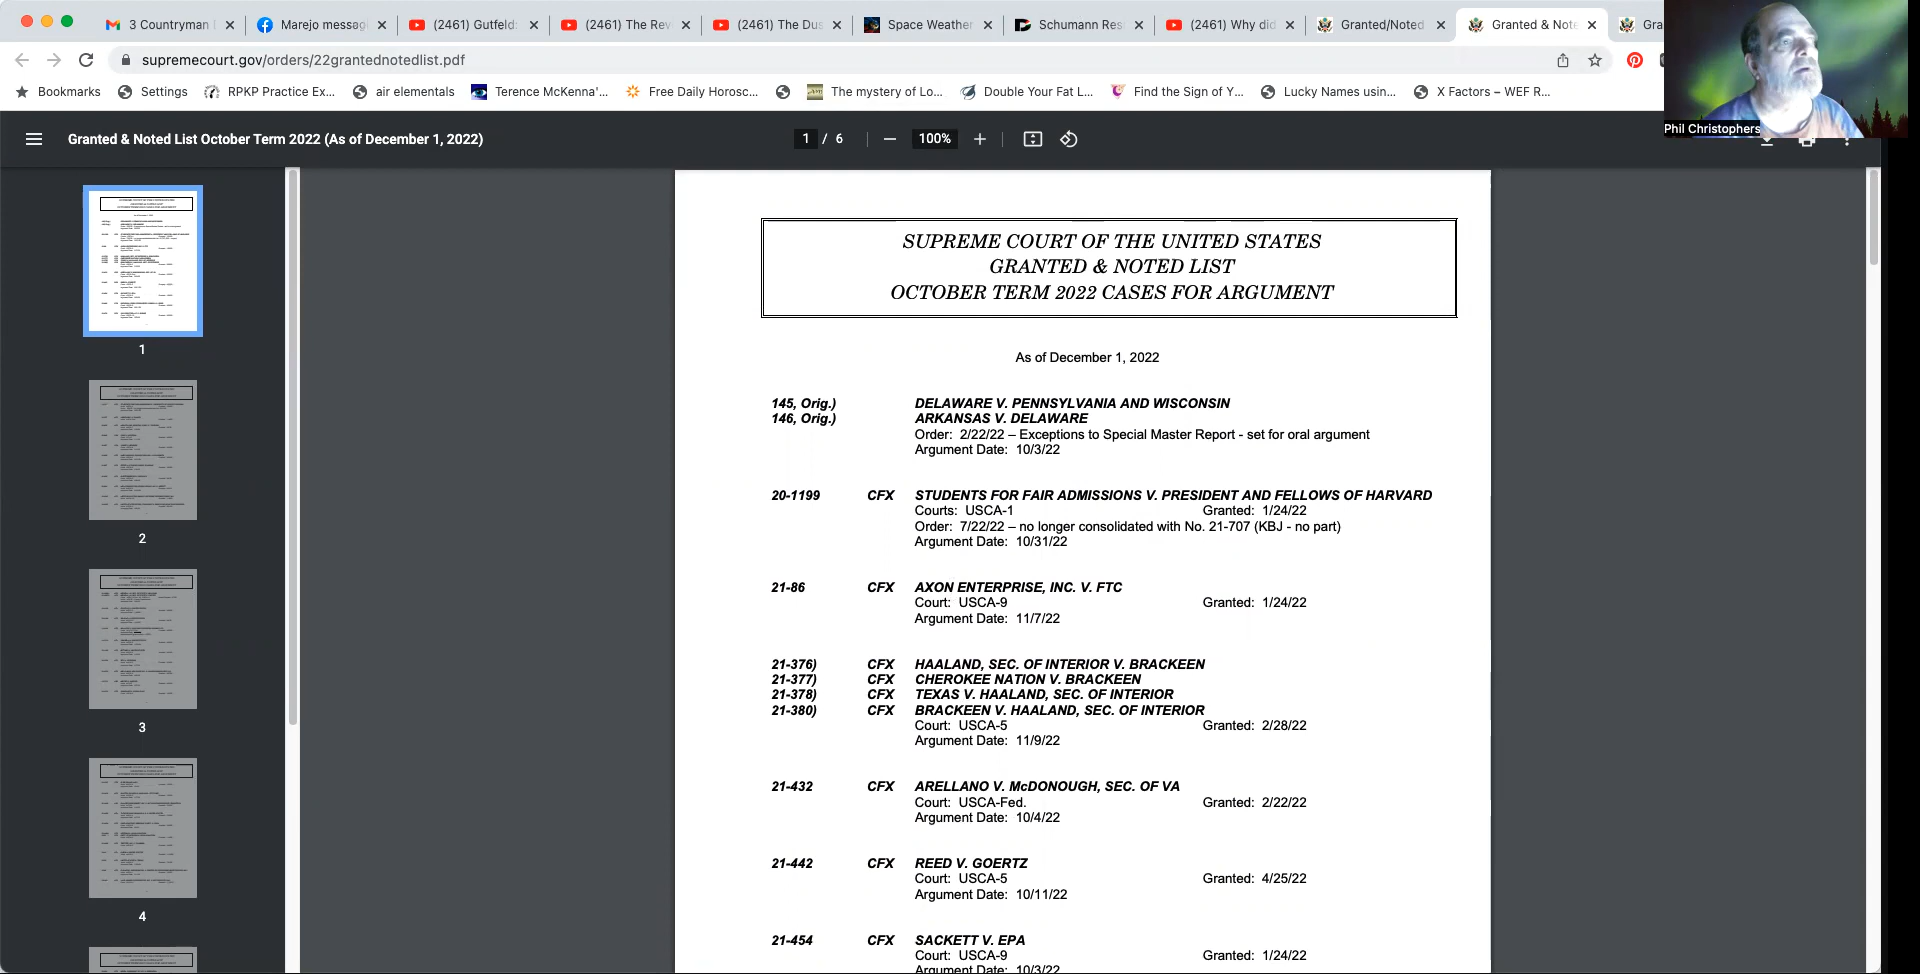 3 Countryman
Marejo messag
(2461) Gutfeld
(2461) The Rev
(2461) The Dus
Space Weather
Schumann Res
(2461) Why did
Granted/Noted
Granted & Note
Gra
supremecourt.gov/orders/22grantednotedlist.pdf
Bookmarks
Settings
RPKP Practice Ex...
air elementals
Terence McKenna'...
Free Daily Horosc...
The mystery of Lo...
Double Your Fat L...
Find the Sign of Y...
Lucky Names usin...
X Factors – WEF R...
Phil Christophers
Granted & Noted List October Term 2022 (As of December 1, 2022)
1 / 6
100%
1
2
3
4
SUPREME COURT OF THE UNITED STATES
GRANTED & NOTED LIST
OCTOBER TERM 2022 CASES FOR ARGUMENT
As of December 1, 2022
145, Orig.) DELAWARE V. PENNSYLVANIA AND WISCONSIN
146, Orig.) ARKANSAS V. DELAWARE
Order: 2/22/22 – Exceptions to Special Master Report - set for oral argument
Argument Date: 10/3/22
20-1199 CFX STUDENTS FOR FAIR ADMISSIONS V. PRESIDENT AND FELLOWS OF HARVARD
Courts: USCA-1 Granted: 1/24/22
Order: 7/22/22 – no longer consolidated with No. 21-707 (KBJ - no part)
Argument Date: 10/31/22
21-86 CFX AXON ENTERPRISE, INC. V. FTC
Court: USCA-9 Granted: 1/24/22
Argument Date: 11/7/22
21-376) CFX HAALAND, SEC. OF INTERIOR V. BRACKEEN
21-377) CFX CHEROKEE NATION V. BRACKEEN
21-378) CFX TEXAS V. HAALAND, SEC. OF INTERIOR
21-380) CFX BRACKEEN V. HAALAND, SEC. OF INTERIOR
Court: USCA-5 Granted: 2/28/22
Argument Date: 11/9/22
21-432 CFX ARELLANO V. McDONOUGH, SEC. OF VA
Court: USCA-Fed. Granted: 2/22/22
Argument Date: 10/4/22
21-442 CFX REED V. GOERTZ
Court: USCA-5 Granted: 4/25/22
Argument Date: 10/11/22
21-454 CFX SACKETT V. EPA
Court: USCA-9 Granted: 1/24/22
Argument Date: 10/3/22